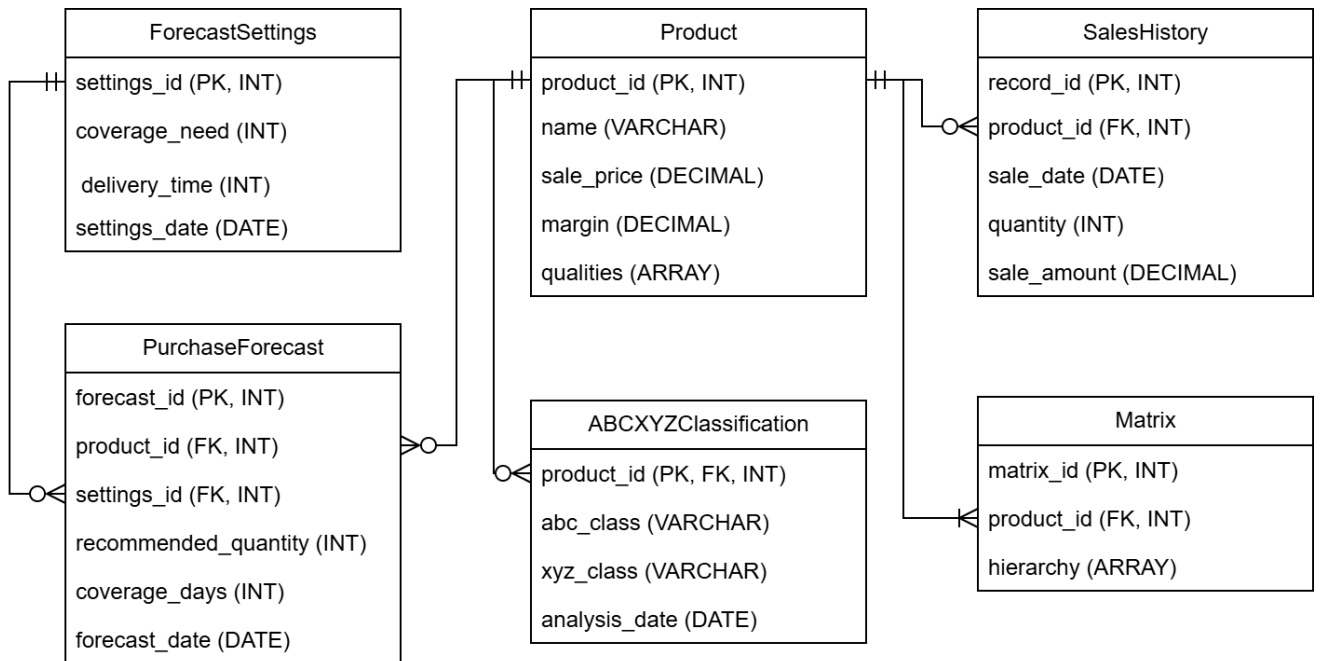 ForecastSettings
settings_id (PK, INT)
coverage_need (INT)
delivery_time (INT)
settings_date (DATE)
Product
product_id (PK, INT)
name (VARCHAR)
sale_price (DECIMAL)
margin (DECIMAL)
qualities (ARRAY)
SalesHistory
record_id (PK, INT)
product_id (FK, INT)
sale_date (DATE)
quantity (INT)
sale_amount (DECIMAL)
PurchaseForecast
forecast_id (PK, INT)
product_id (FK, INT)
settings_id (FK, INT)
recommended_quantity (INT)
coverage_days (INT)
forecast_date (DATE)
ABCXYZClassification
product_id (PK, FK, INT)
abc_class (VARCHAR)
xyz_class (VARCHAR)
analysis_date (DATE)
Matrix
matrix_id (PK, INT)
product_id (FK, INT)
hierarchy (ARRAY)